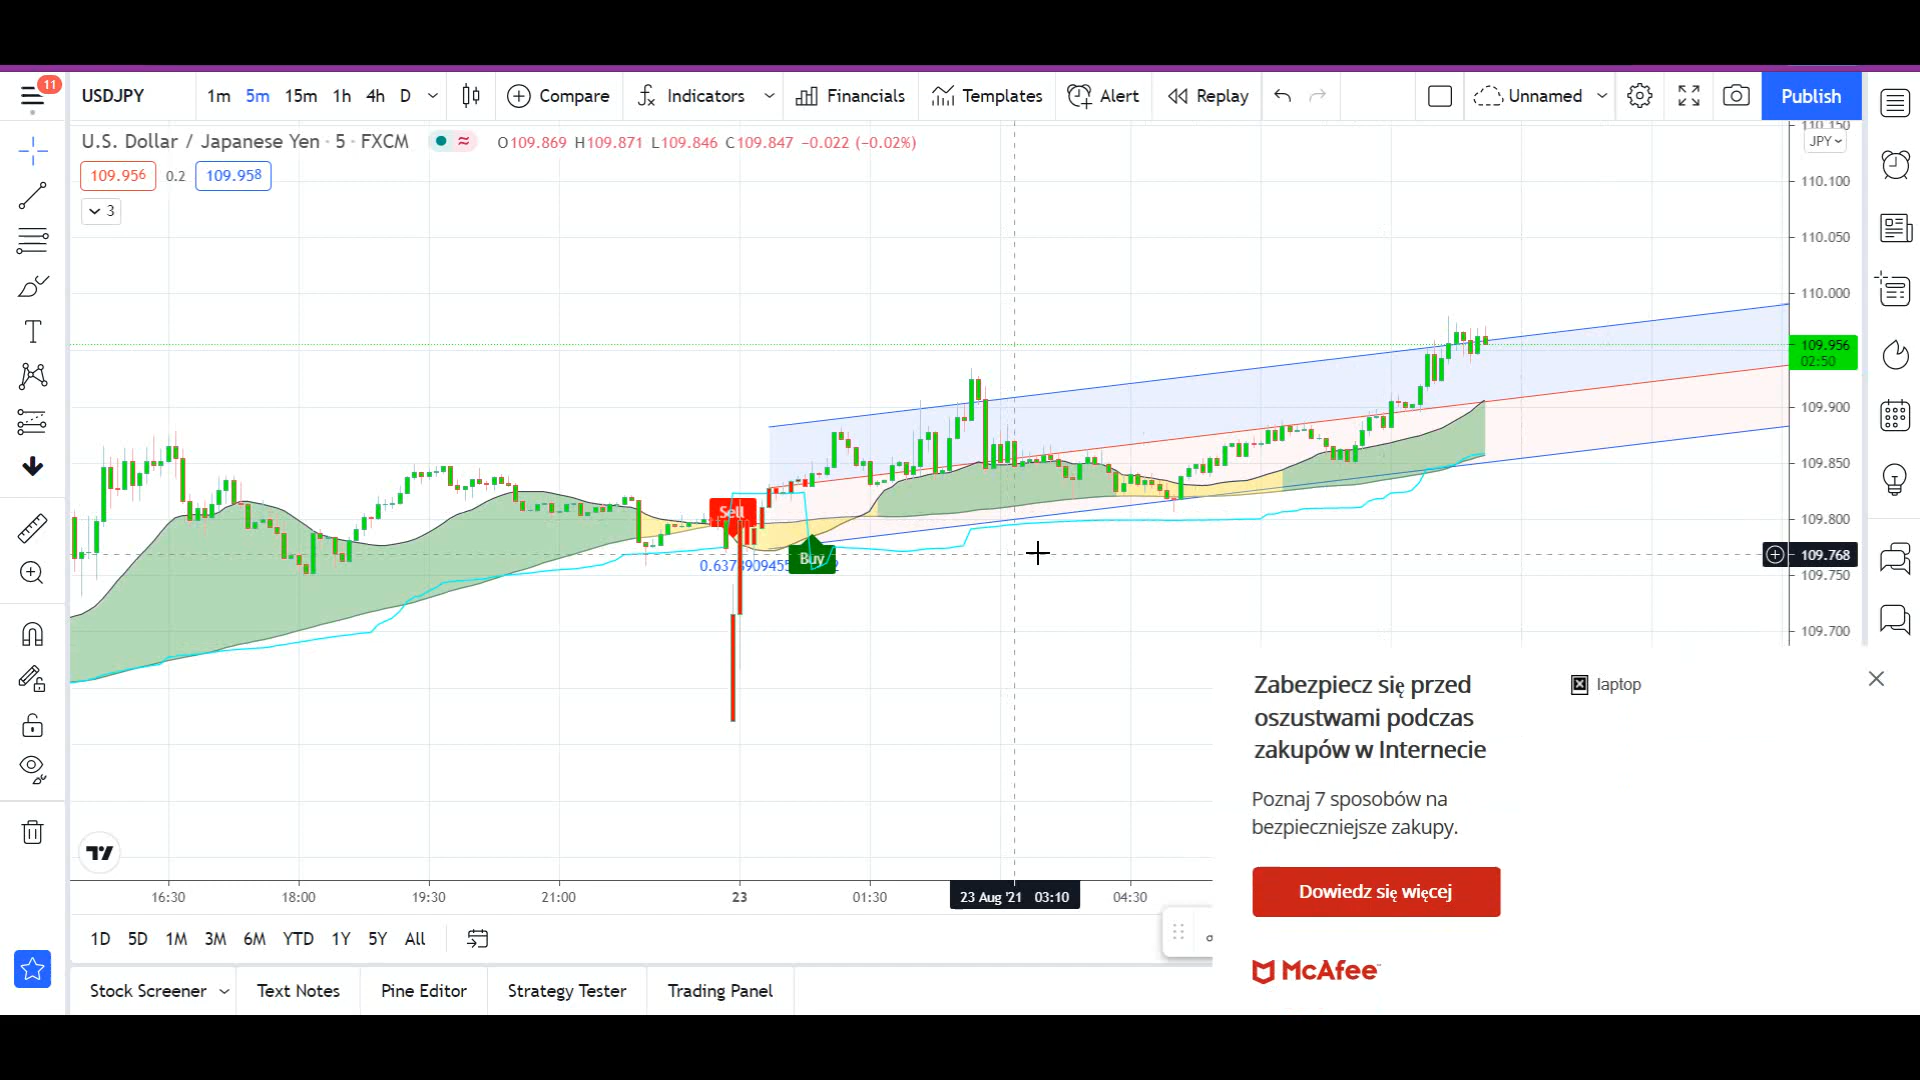 11
USDJPY
1m 5m 15m 1h 4h D
Compare
Indicators
Financials
Templates
Alert
Replay
Unnamed
Publish
U.S. Dollar / Japanese Yen · 5 · FXCM
O109.869 H109.871 L109.846 C109.847 −0.022 (−0.02%)
109.956 0.2 109.958
3
110.150
JPY
110.100
110.050
110.000
109.956
02:50
109.900
109.850
109.800
109.768
109.750
109.700
Sell
Buy
16:30 18:00 19:30 21:00 23 01:30 23 Aug '21 03:10 04:30
1D 5D 1M 3M 6M YTD 1Y 5Y All
Stock Screener Text Notes Pine Editor Strategy Tester Trading Panel
Zabezpiecz się przed
oszustwami podczas
zakupów w Internecie
laptop
Poznaj 7 sposobów na
bezpieczniejsze zakupy.
Dowiedz się więcej
McAfee